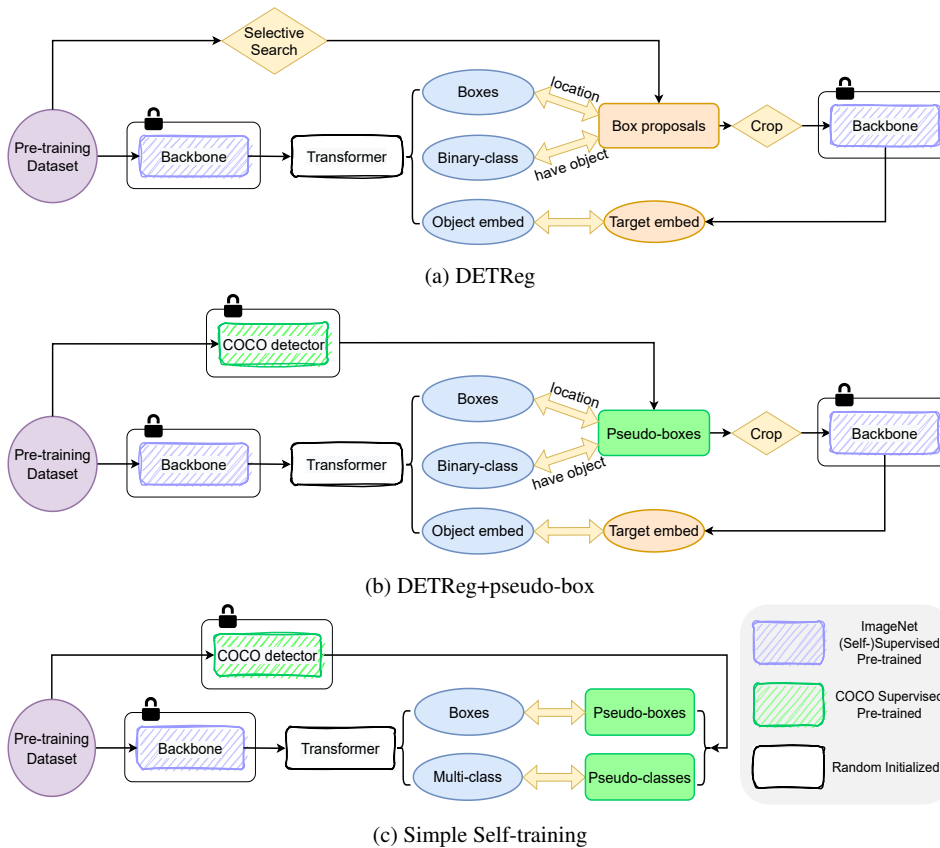 Selective
Search
Pre-training
Dataset
Backbone
Transformer
Boxes
Binary-class
Object embed
location
have object
Box proposals
Target embed
Crop
Backbone
(a) DETReg
COCO detector
Pre-training
Dataset
Backbone
Transformer
Boxes
Binary-class
Object embed
location
have object
Pseudo-boxes
Target embed
Crop
Backbone
(b) DETReg+pseudo-box
COCO detector
Pre-training
Dataset
Backbone
Transformer
Boxes
Multi-class
Pseudo-boxes
Pseudo-classes
ImageNet
(Self-)Supervised
Pre-trained
COCO Supervised
Pre-trained
Random Initialized
(c) Simple Self-training